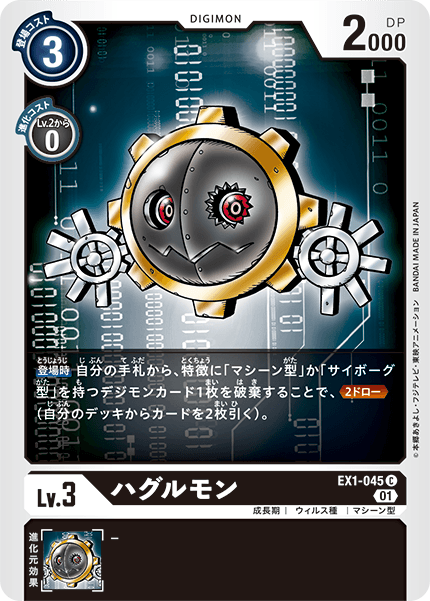 登場コスト
3
DIGIMON
2000
DP
進化コスト
Lv.2から
0
©本郷あきよし・フジテレビ・東映アニメーション BANDAI MADE IN JAPAN
登場時 自分の手札から、特徴に「マシーン型」か「サイボーグ
型」を持つデジモンカード1枚を破棄することで、2ドロー
(自分のデッキからカードを2枚引く)。
Lv.3
ハグルモン
EX1-045 C
01
成長期 | ウィルス種 | マシーン型
進化元効果
-